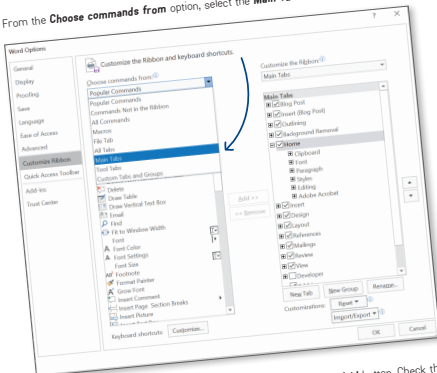 From the Choose commands from option, select the Main
Word Options
? ×
General
Display
Proofing
Save
Language
Ease of Access
Advanced
Customize Ribbon
Quick Access Toolbar
Add-ins
Trust Center
Customize the Ribbon and keyboard shortcuts.
Choose commands from:
Popular Commands
Popular Commands
Commands Not in the Ribbon
All Commands
Macros
File Tab
All Tabs
Main Tabs
Tool Tabs
Custom Tabs and Groups
Delete
Draw Table
Draw Vertical Text Box
Email
Find
Fit to Window Width
Font
Font Color
Font Settings
Font Size
Footnote
Format Painter
Grow Font
Insert Comment
Insert Page Section Breaks
Insert Picture
Keyboard shortcuts: Customize...
Add >>
<< Remove
Customize the Ribbon:
Main Tabs
Main Tabs
Blog Post
Insert (Blog Post)
Outlining
Background Removal
Home
Clipboard
Font
Paragraph
Styles
Editing
Adobe Acrobat
Insert
Design
Layout
References
Mailings
Review
View
Developer
New Tab New Group Rename...
Customizations: Reset
Import/Export
OK Cancel
button. Check